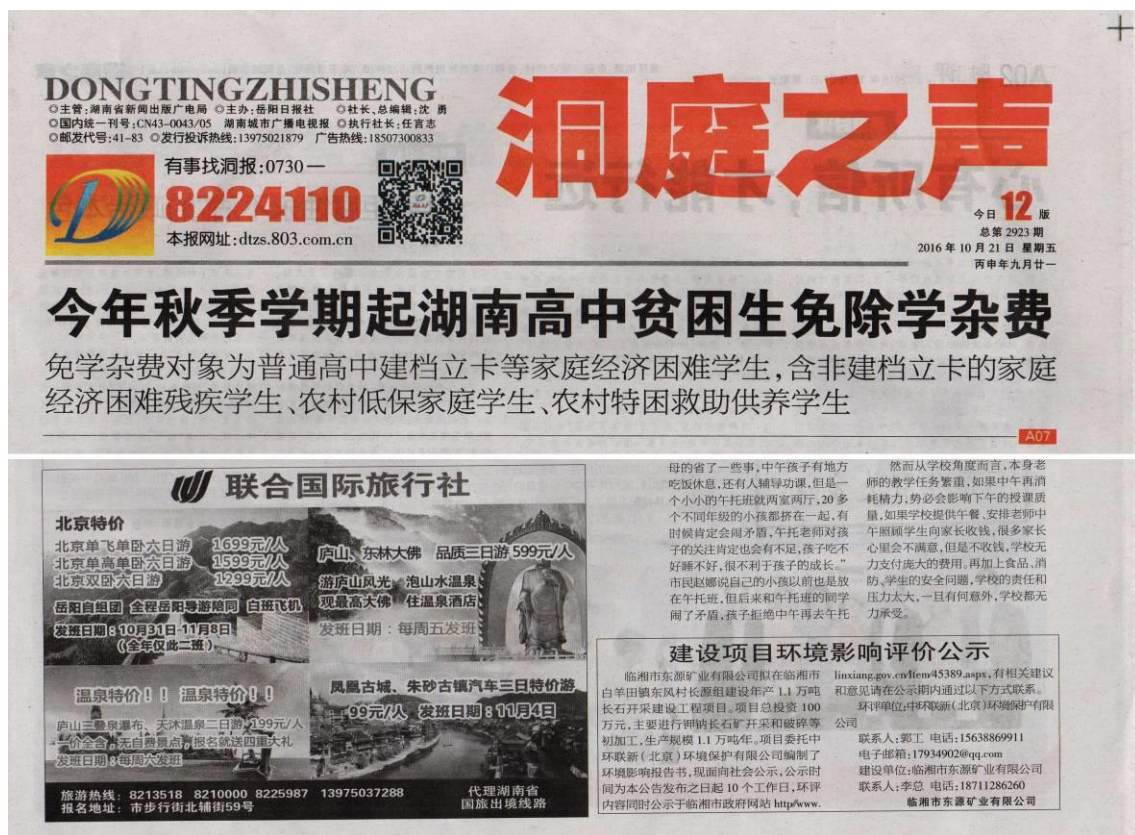 DONGTINGZHISHENG
◎主管:湖南省新闻出版广电局 ◎主办:岳阳日报社 ◎社长、总编辑:沈 勇
◎国内统一刊号:CN43-0043/05 湖南城市广播电视报 ◎执行社长:任言志
◎邮发代号:41-83 ◎发行投诉热线:13975021879 广告热线:18507300833
有事找洞报:0730—
8224110
本报网址:dtzs.803.com.cn
洞庭之声
今日 12 版
总第 2923 期
2016 年 10 月 21 日 星期五
丙申年九月廿一
今年秋季学期起湖南高中贫困生免除学杂费
免学杂费对象为普通高中建档立卡等家庭经济困难学生,含非建档立卡的家庭
经济困难残疾学生、农村低保家庭学生、农村特困救助供养学生
A07
联合国际旅行社
北京特价
北京单飞单卧六日游 1699元/人
北京单高单卧六日游 1599元/人
北京双卧六日游 1299元/人
岳阳自组团 全程岳阳导游陪同 白班飞机
发班日期:10月31日-11月8日
(全年仅此二班)
庐山、东林大佛 品质三日游 599元/人
游庐山风光 泡山水温泉
观最高大佛 住温泉酒店
发班日期:每周五发班
温泉特价!! 温泉特价!!
庐山三叠泉瀑布、天沐温泉二日游 199元/人
一价全含,无自费景点,报名就送四重大礼
发班日期:每周六发班
凤凰古城、朱砂古镇汽车三日特价游
99元/人 发班日期:11月4日
旅游热线: 8213518 8210000 8225987 13975037288
报名地址: 市步行街北辅街59号
代理湖南省
国旅出境线路
母的省了一些事,中午孩子有地方
吃饭休息,还有人辅导功课,但是一
个小小的午托班就两室两厅,20 多
个不同年级的小孩都挤在一起,有
时候肯定会闹矛盾,午托老师对孩
子的关注肯定也会有不足,孩子吃不
好睡不好,很不利于孩子的成长。”
市民赵娜说自己的小孩以前也是放
在午托班,但后来和午托班的同学
闹了矛盾,孩子拒绝中午再去午托
然而从学校角度而言,本身老
师的教学任务繁重,如果中午再消
耗精力,势必会影响下午的授课质
量,如果学校提供午餐、安排老师中
午照顾学生向家长收钱,很多家长
心里会不满意,但是不收钱,学校无
力支付庞大的费用。再加上食品、消
防、学生的安全问题,学校的责任和
压力太大,一旦有何意外,学校都无
力承受。
建设项目环境影响评价公示
临湘市东源矿业有限公司拟在临湘市
白羊田镇东风村长源组建设年产 1.1 万吨
长石开采建设工程项目。项目总投资 100
万元,主要进行钾钠长石矿开采和破碎等
初加工,生产规模 1.1 万吨/年。项目委托中
环联新(北京)环境保护有限公司编制了
环境影响报告书,现面向社会公示,公示时
间为本公告发布之日起 10 个工作日,环评
内容同时公示于临湘市政府网站 http//www.
linxiang.gov.cn/Item/45389.aspx,有相关建议
和意见请在公示期内通过以下方式联系。
环评单位:中环联新(北京)环境保护有限
公司
联系人:郭工 电话:15638869911
电子邮箱:17934902@qq.com
建设单位:临湘市东源矿业有限公司
联系人:李总 电话:18711286260
临湘市东源矿业有限公司